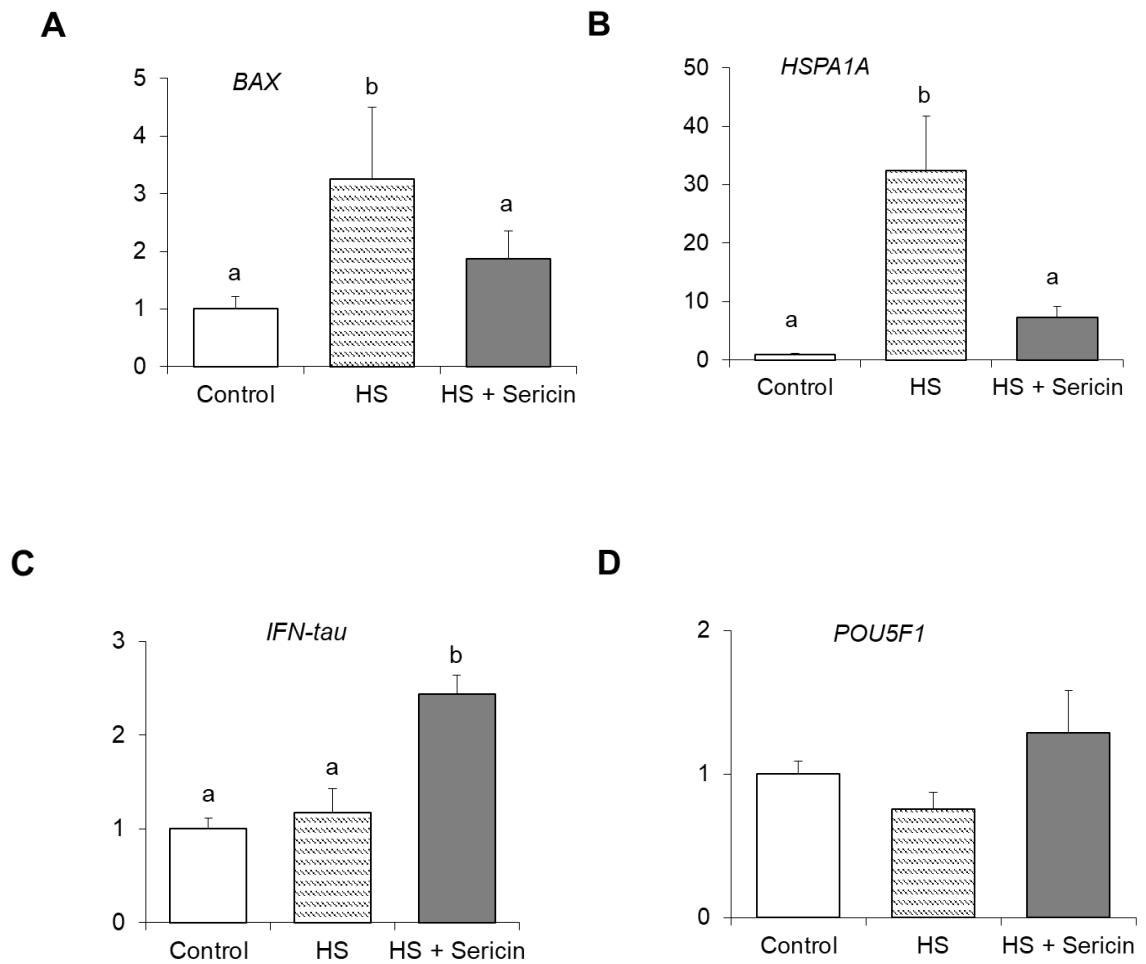 A
BAX
5
4
3
2
1
0
a
b
a
Control HS HS + Sericin
B
HSPA1A
50
40
30
20
10
0
a
b
a
Control HS HS + Sericin
C
IFN-tau
3
2
1
0
a
a
b
Control HS HS + Sericin
D
POU5F1
2
1
0
Control HS HS + Sericin